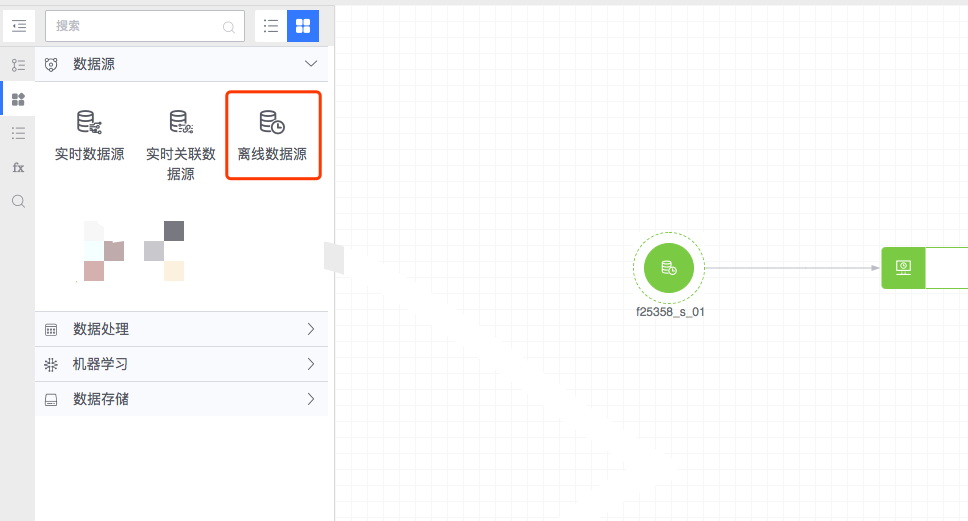 搜索
数据源
实时数据源
实时关联数
据源
离线数据源
fx
数据处理
机器学习
数据存储
f25358_s_01